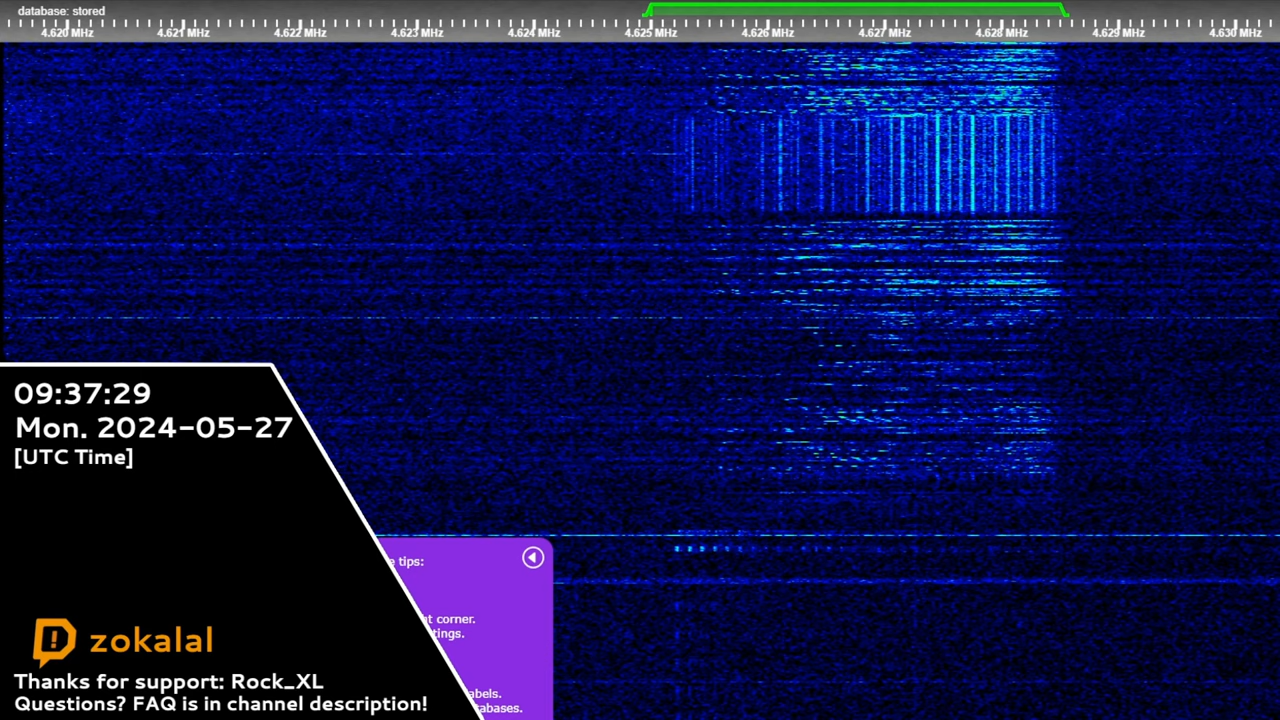 database: stored
4.620 MHz 4.621 MHz 4.622 MHz 4.623 MHz 4.624 MHz 4.625 MHz 4.626 MHz 4.627 MHz 4.628 MHz 4.629 MHz 4.630 MHz
09:37:29
Mon. 2024-05-27
[UTC Time]
tips:
corner.
zokalal
Thanks for support: Rock_XL
Questions? FAQ is in channel description!